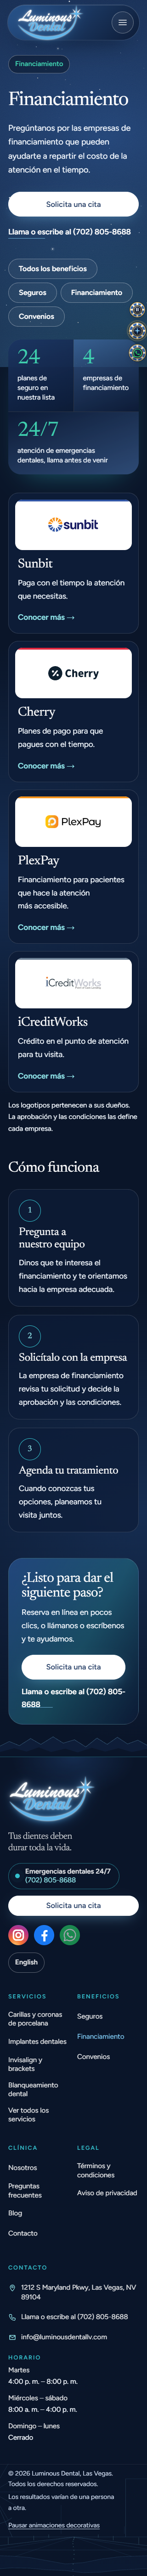 Luminous
Dental
Financiamiento
Financiamiento
Pregúntanos por las empresas de
financiamiento que pueden
ayudarte a repartir el costo de la
atención en el tiempo.
Solicita una cita
Llama o escribe al (702) 805-8688
Todos los beneficios
Seguros
Financiamiento
Convenios
24
planes de
seguro en
nuestra lista
4
empresas de
financiamiento
24/7
atención de emergencias
dentales, llama antes de venir
sunbit
Sunbit
Paga con el tiempo la atención
que necesitas.
Conocer más →
Cherry
Cherry
Planes de pago para que
pagues con el tiempo.
Conocer más →
PlexPay
PlexPay
Financiamiento para pacientes
que hace la atención
más accesible.
Conocer más →
iCreditWorks
iCreditWorks
Crédito en el punto de atención
para tu visita.
Conocer más →
Los logotipos pertenecen a sus dueños.
La aprobación y las condiciones las define
cada empresa.
Cómo funciona
1
Pregunta a
nuestro equipo
Dinos que te interesa el
financiamiento y te orientamos
hacia la empresa adecuada.
2
Solicítalo con la empresa
La empresa de financiamiento
revisa tu solicitud y decide la
aprobación y las condiciones.
3
Agenda tu tratamiento
Cuando conozcas tus
opciones, planeamos tu
visita juntos.
¿Listo para dar el
siguiente paso?
Reserva en línea en pocos
clics, o llámanos o escríbenos
y te ayudamos.
Solicita una cita
Llama o escribe al (702) 805-
8688
Luminous
Dental
Tus dientes deben
durar toda la vida.
Emergencias dentales 24/7
(702) 805-8688
Solicita una cita
English
SERVICIOS
Carillas y coronas
de porcelana
Implantes dentales
Invisalign y
brackets
Blanqueamiento
dental
Ver todos los
servicios
BENEFICIOS
Seguros
Financiamiento
Convenios
CLÍNICA
Nosotros
Preguntas
frecuentes
Blog
Contacto
LEGAL
Términos y
condiciones
Aviso de privacidad
CONTACTO
1212 S Maryland Pkwy, Las Vegas, NV
89104
Llama o escribe al (702) 805-8688
info@luminousdentallv.com
HORARIO
Martes
4:00 p. m. – 8:00 p. m.
Miércoles – sábado
8:00 a. m. – 4:00 p. m.
Domingo – lunes
Cerrado
© 2026 Luminous Dental, Las Vegas.
Todos los derechos reservados.
Los resultados varían de una persona
a otra.
Pausar animaciones decorativas